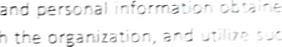 and personal information obtaine
h the organization, and utilize suc